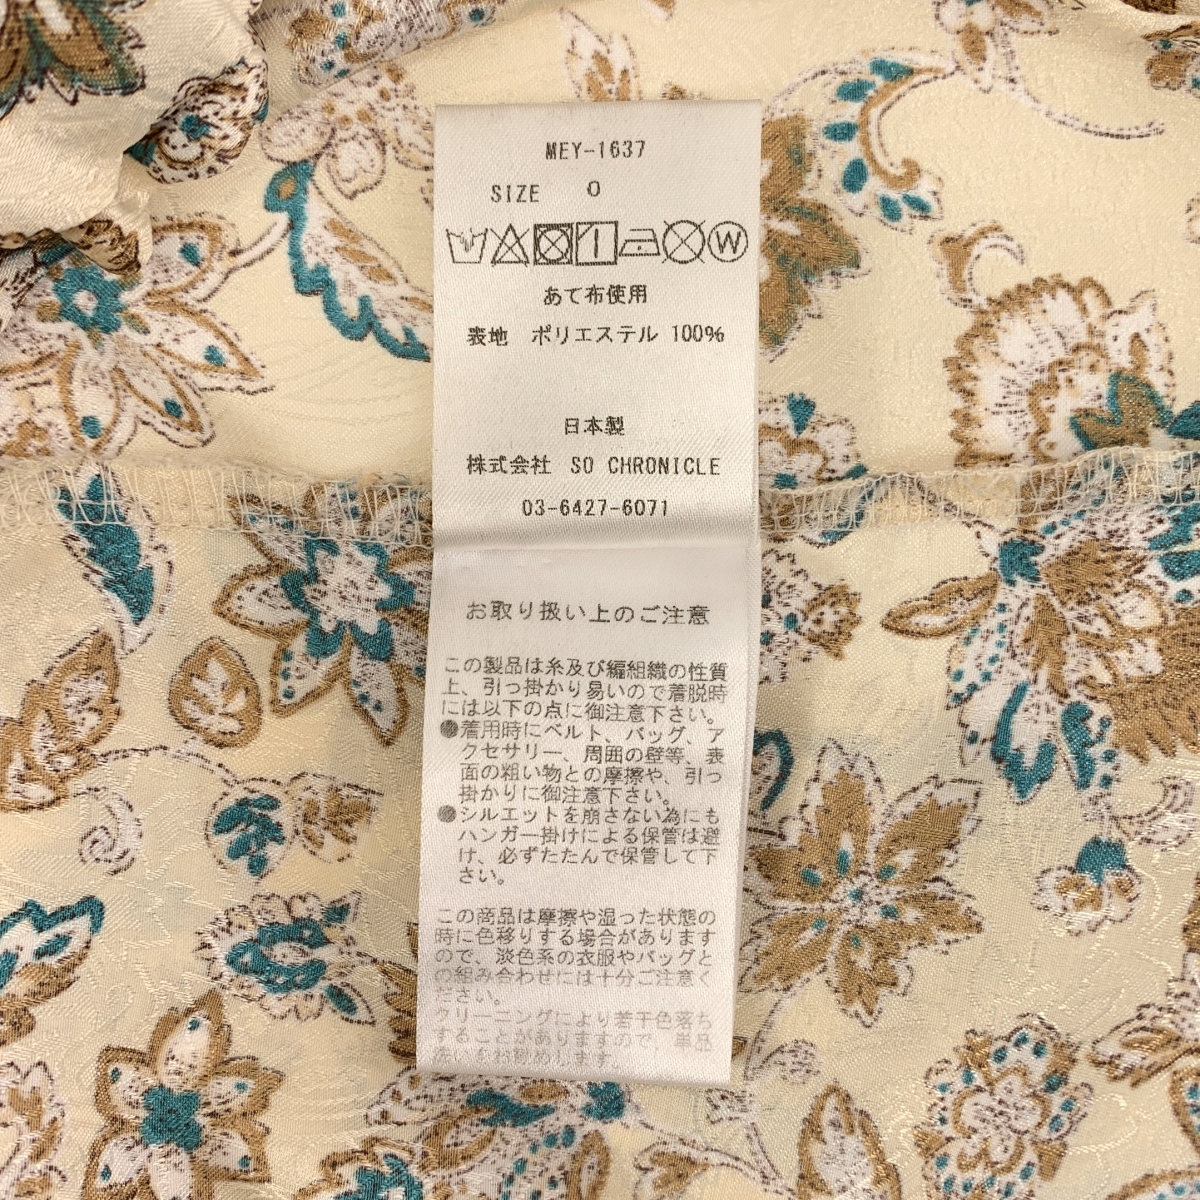 MEY-1637
SIZE 0
W
あて布使用
表地 ポリエステル 100%
日本製
株式会社 SO CHRONICLE
03-6427-6071
お取り扱い上のご注意
この製品は糸及び編組織の性質
上、引っ掛かり易いので着脱時
には以下の点に御注意下さい。
●着用時にベルト、バッグ、ア
クセサリー、周囲の壁等、表
面の粗い物との摩擦や、引っ
掛かりに御注意下さい。
●シルエットを崩さない為にも
ハンガー掛けによる保管は避
け、必ずたたんで保管して下
さい。
この商品は摩擦や湿った状態の
時に色移りする場合があります
ので、淡色系の衣服やバッグと
の組み合わせには十分ご注意く
ださい。
クリーニングにより若干色落ち
することがありますので、単品
洗いをお勧めします。